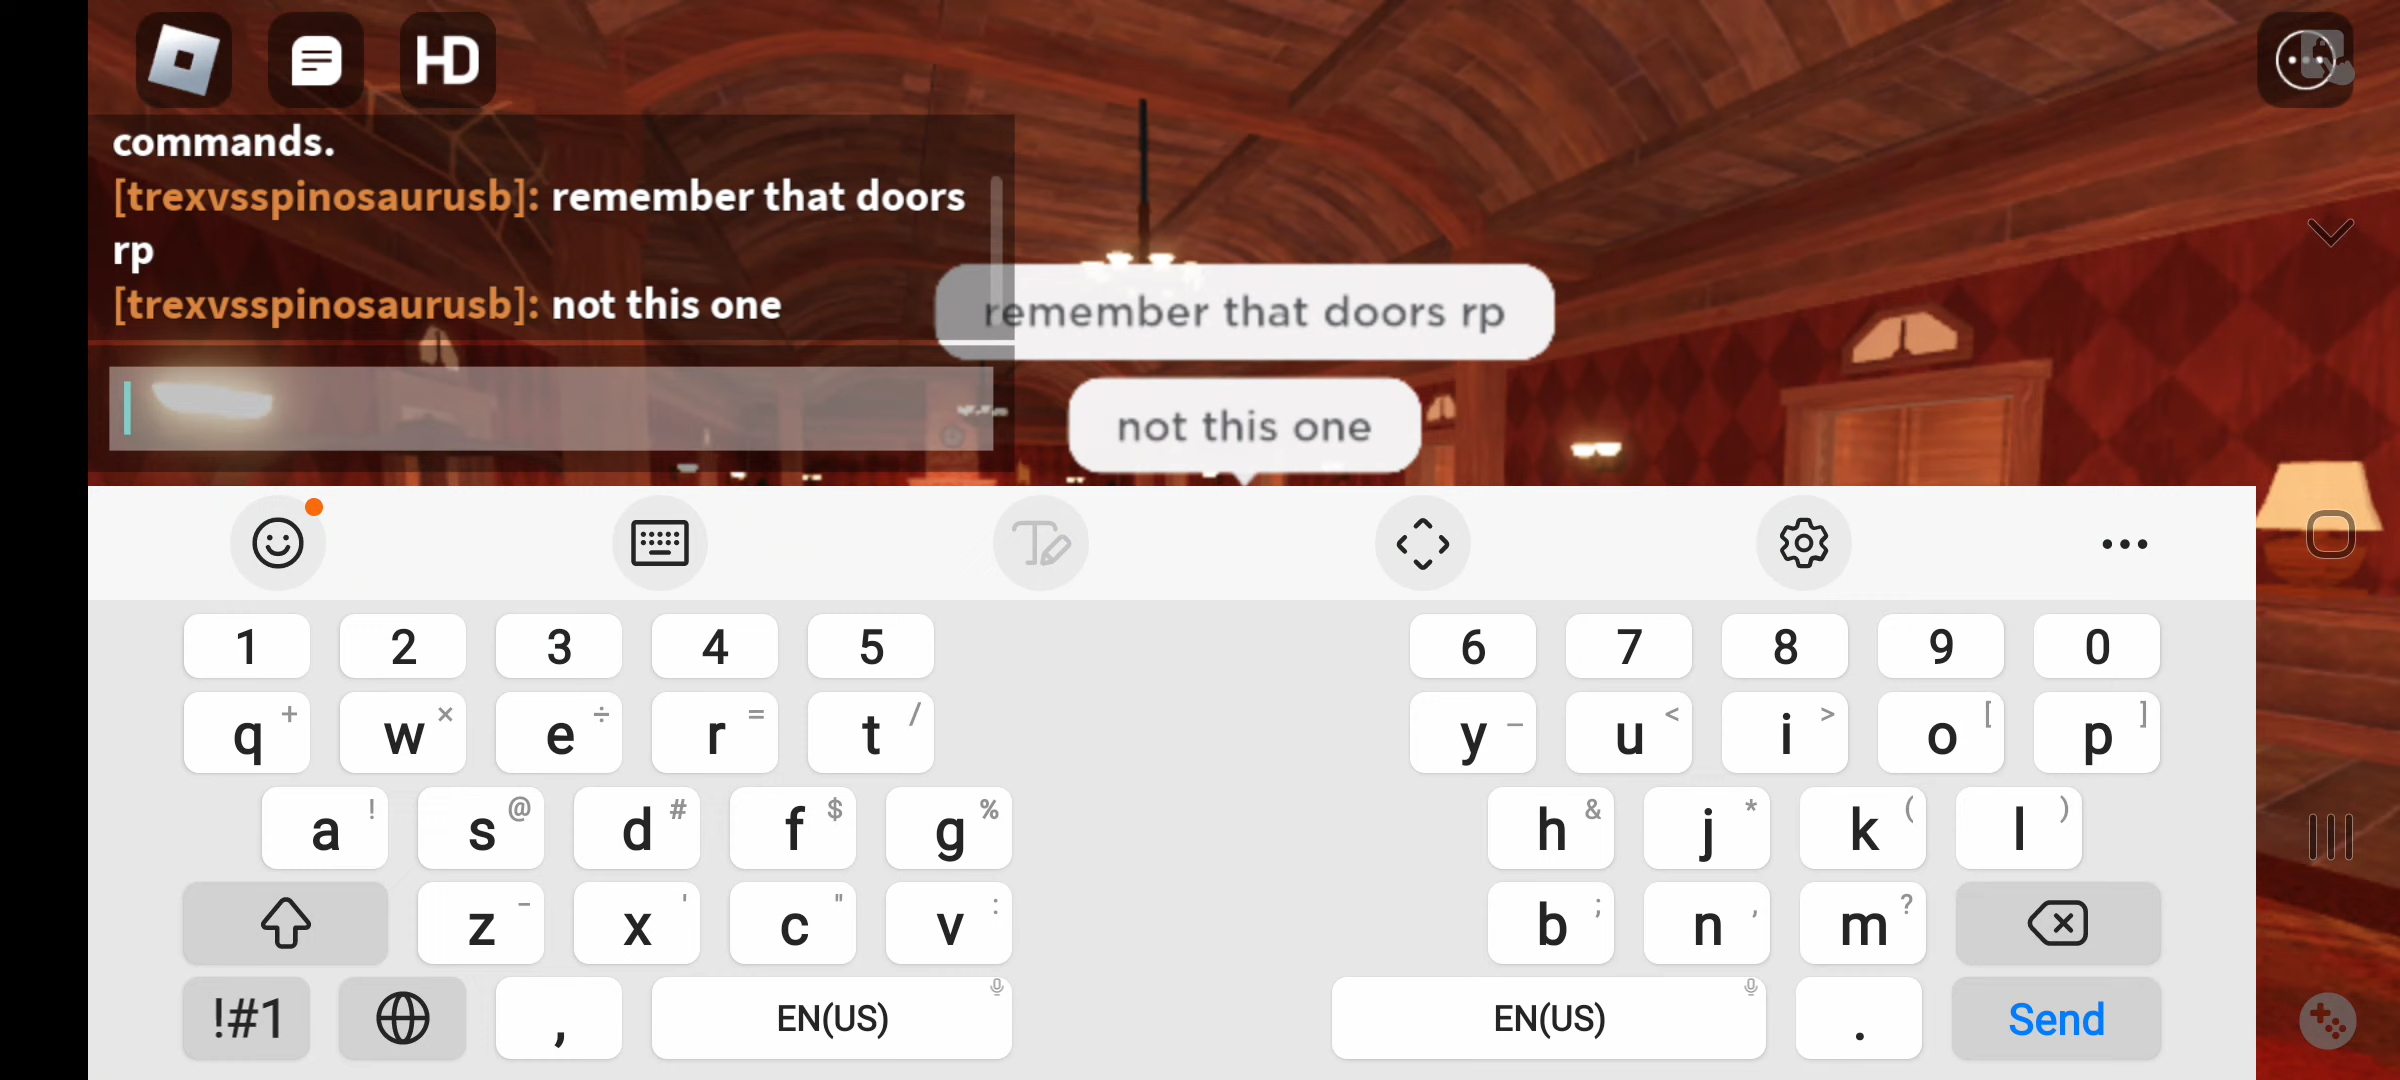 HD
commands.
[trexvsspinosaurusb]: remember that doors
rp
[trexvsspinosaurusb]: not this one
remember that doors rp
not this one
1 2 3 4 5 6 7 8 9 0
q + w × e ÷ r = t / y _ u < i > o [ p ]
a ! s @ d # f $ g % h & j * k ( l )
z - x ' c " v : b ; n , m ?
!#1 , EN(US) EN(US) . Send